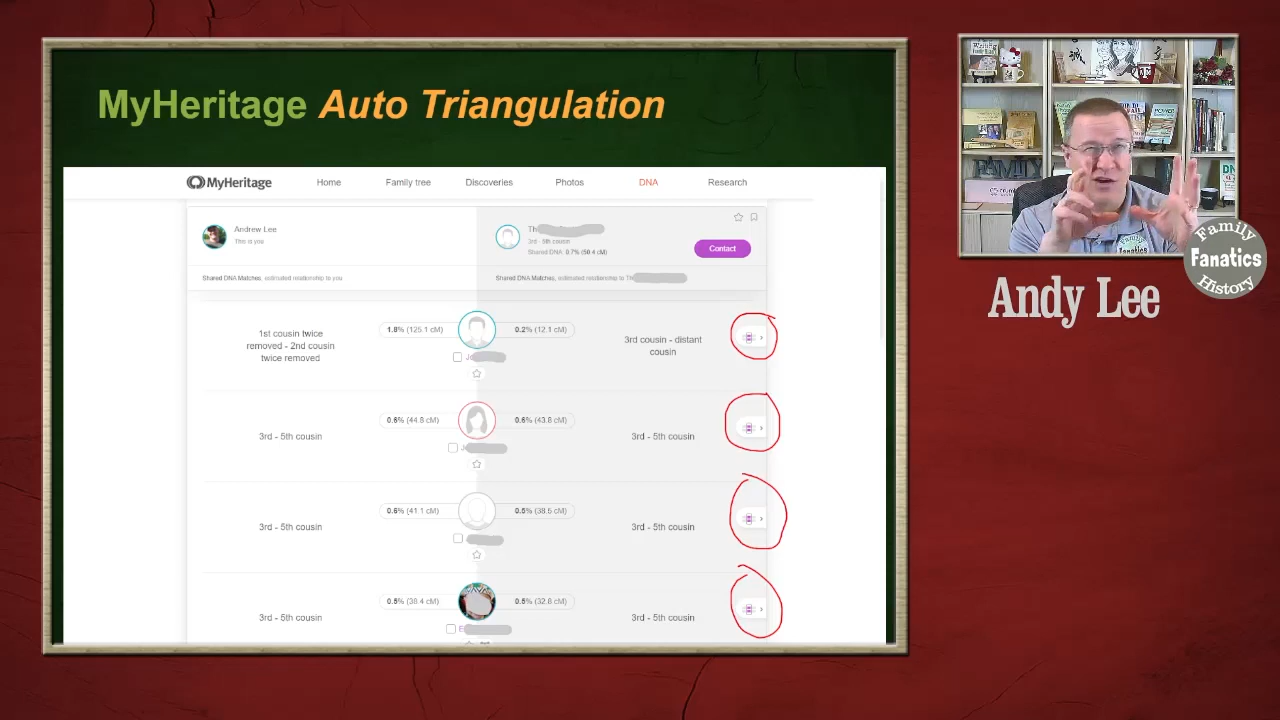 MyHeritage Auto Triangulation
MyHeritage Home Family tree Discoveries Photos DNA Research
Andrew Lee
This is you
Th
3rd - 5th cousin
Shared DNA: 0.7% (50.4 cM)
Contact
Shared DNA Matches, estimated relationship to you
Shared DNA Matches, estimated relationship to Th
1st cousin twice
removed - 2nd cousin
twice removed
1.8% (125.1 cM)
0.2% (12.1 cM)
3rd cousin - distant
cousin
3rd - 5th cousin
0.6% (44.8 cM)
0.6% (43.8 cM)
3rd - 5th cousin
3rd - 5th cousin
0.6% (41.1 cM)
0.5% (38.5 cM)
3rd - 5th cousin
3rd - 5th cousin
0.5% (38.4 cM)
0.5% (32.8 cM)
3rd - 5th cousin
Writing
FAMILY
Family
Fanatics
History
Andy Lee